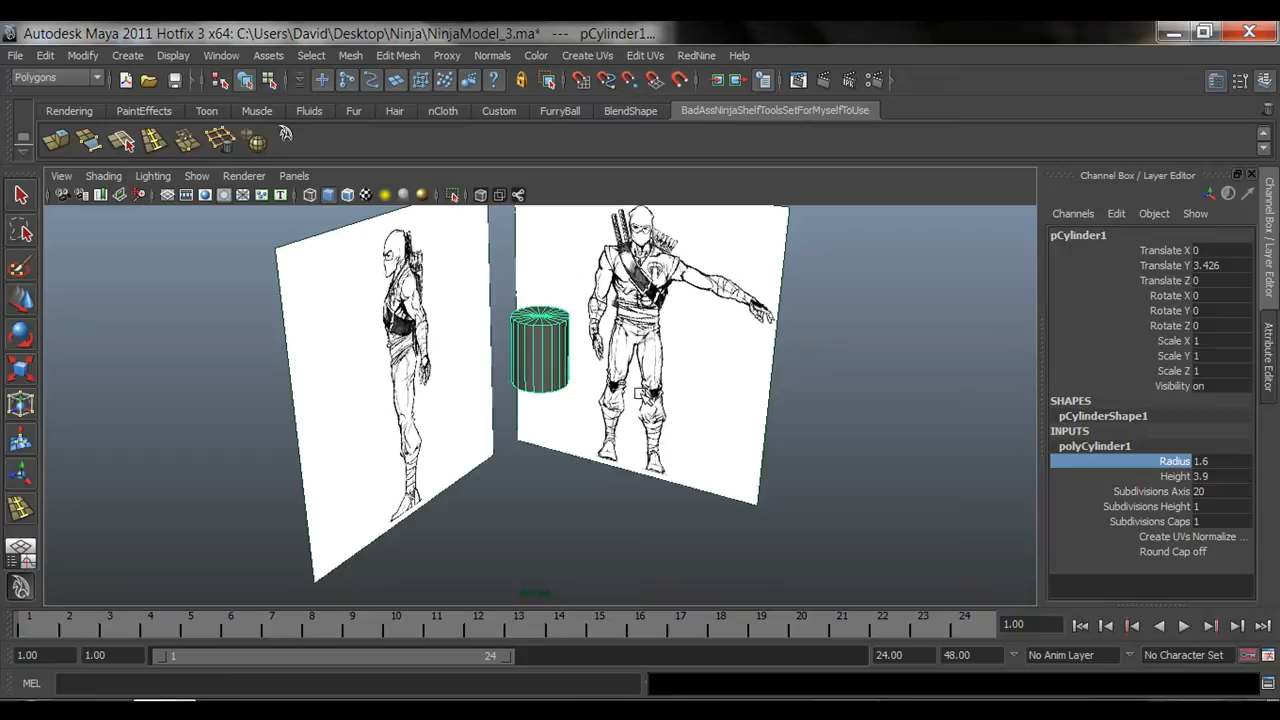 Autodesk Maya 2011 Hotfix 3 x64: C:\Users\David\Desktop\Ninja\NinjaModel_3.ma* --- pCylinder1...
File Edit Modify Create Display Window Assets Select Mesh Edit Mesh Proxy Normals Color Create UVs Edit UVs RedNine Help
Polygons
Rendering PaintEffects Toon Muscle Fluids Fur Hair nCloth Custom FurryBall BlendShape BadAssNinjaShelfToolsSetForMyselfToUse
View Shading Lighting Show Renderer Panels
Channel Box / Layer Editor
Channels Edit Object Show
pCylinder1
Translate X 0
Translate Y 3.426
Translate Z 0
Rotate X 0
Rotate Y 0
Rotate Z 0
Scale X 1
Scale Y 1
Scale Z 1
Visibility on
SHAPES
pCylinderShape1
INPUTS
polyCylinder1
Radius 1.6
Height 3.9
Subdivisions Axis 20
Subdivisions Height 1
Subdivisions Caps 1
Create UVs Normalize ...
Round Cap off
Channel Box / Layer Editor
Attribute Editor
1 2 3 4 5 6 7 8 9 10 11 12 13 14 15 16 17 18 19 20 21 22 23 24
1.00
1.00 1.00 1 24 24.00 48.00 No Anim Layer No Character Set
MEL